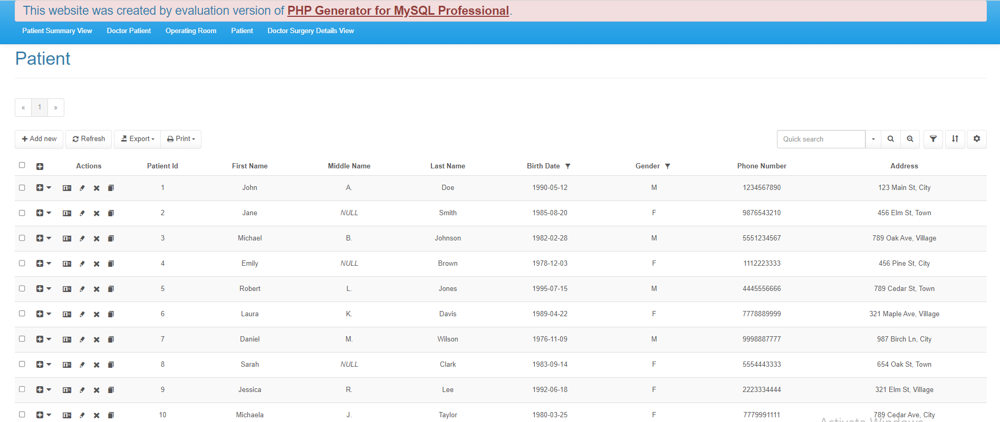 This website was created by evaluation version of PHP Generator for MySQL Professional.
Patient Summary View Doctor Patient Operating Room Patient Doctor Surgery Details View
Patient
« 1 »
Add new Refresh Export Print Quick search
Actions Patient Id First Name Middle Name Last Name Birth Date Gender Phone Number Address
1 John A. Doe 1990-05-12 M 1234567890 123 Main St, City
2 Jane NULL Smith 1985-08-20 F 9876543210 456 Elm St, Town
3 Michael B. Johnson 1982-02-28 M 5551234567 789 Oak Ave, Village
4 Emily NULL Brown 1978-12-03 F 1112223333 456 Pine St, City
5 Robert L. Jones 1995-07-15 M 4445556666 789 Cedar St, Town
6 Laura K. Davis 1989-04-22 F 7778889999 321 Maple Ave, Village
7 Daniel M. Wilson 1976-11-09 M 9998887777 987 Birch Ln, City
8 Sarah NULL Clark 1983-09-14 F 5554443333 654 Oak St, Town
9 Jessica R. Lee 1992-06-18 F 2223334444 321 Elm St, Village
10 Michaela J. Taylor 1980-03-25 F 7779991111 789 Cedar Ave, City
Activate Windows